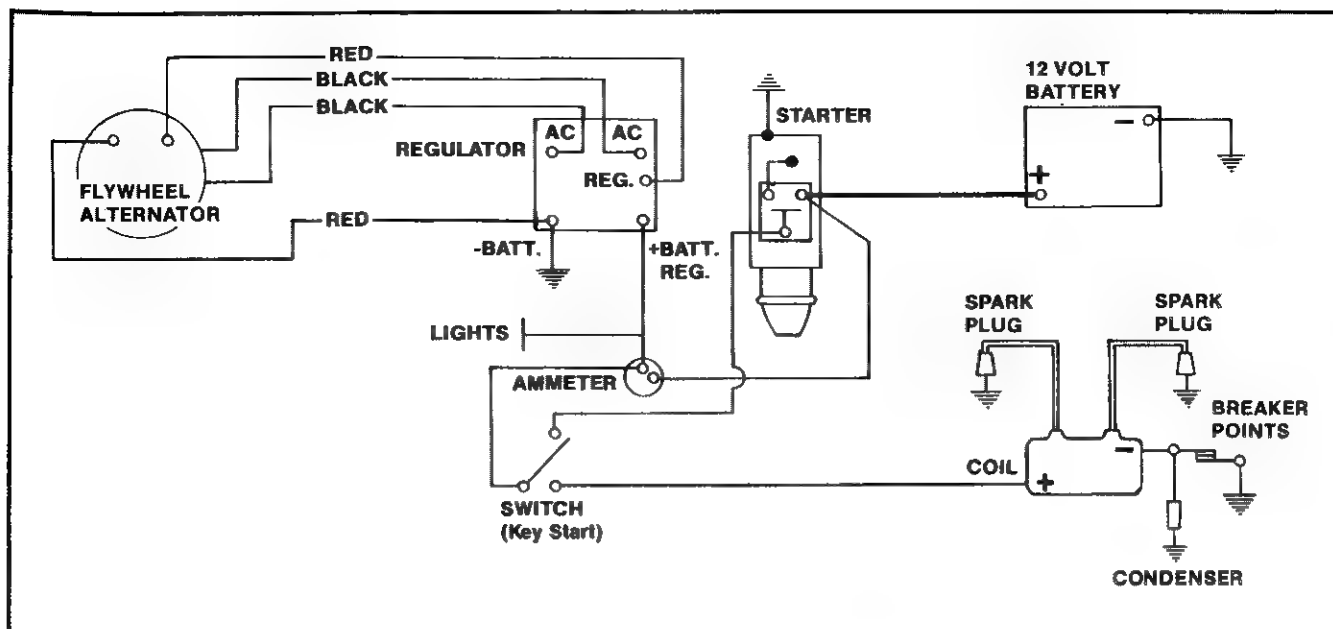 RED
BLACK
BLACK
12 VOLT
BATTERY
STARTER
AC AC
REGULATOR
REG.
FLYWHEEL
ALTERNATOR
RED
-BATT.
+BATT.
REG.
−
+
LIGHTS
AMMETER
SPARK
PLUG
SPARK
PLUG
BREAKER
POINTS
COIL
−
+
SWITCH
(Key Start)
CONDENSER